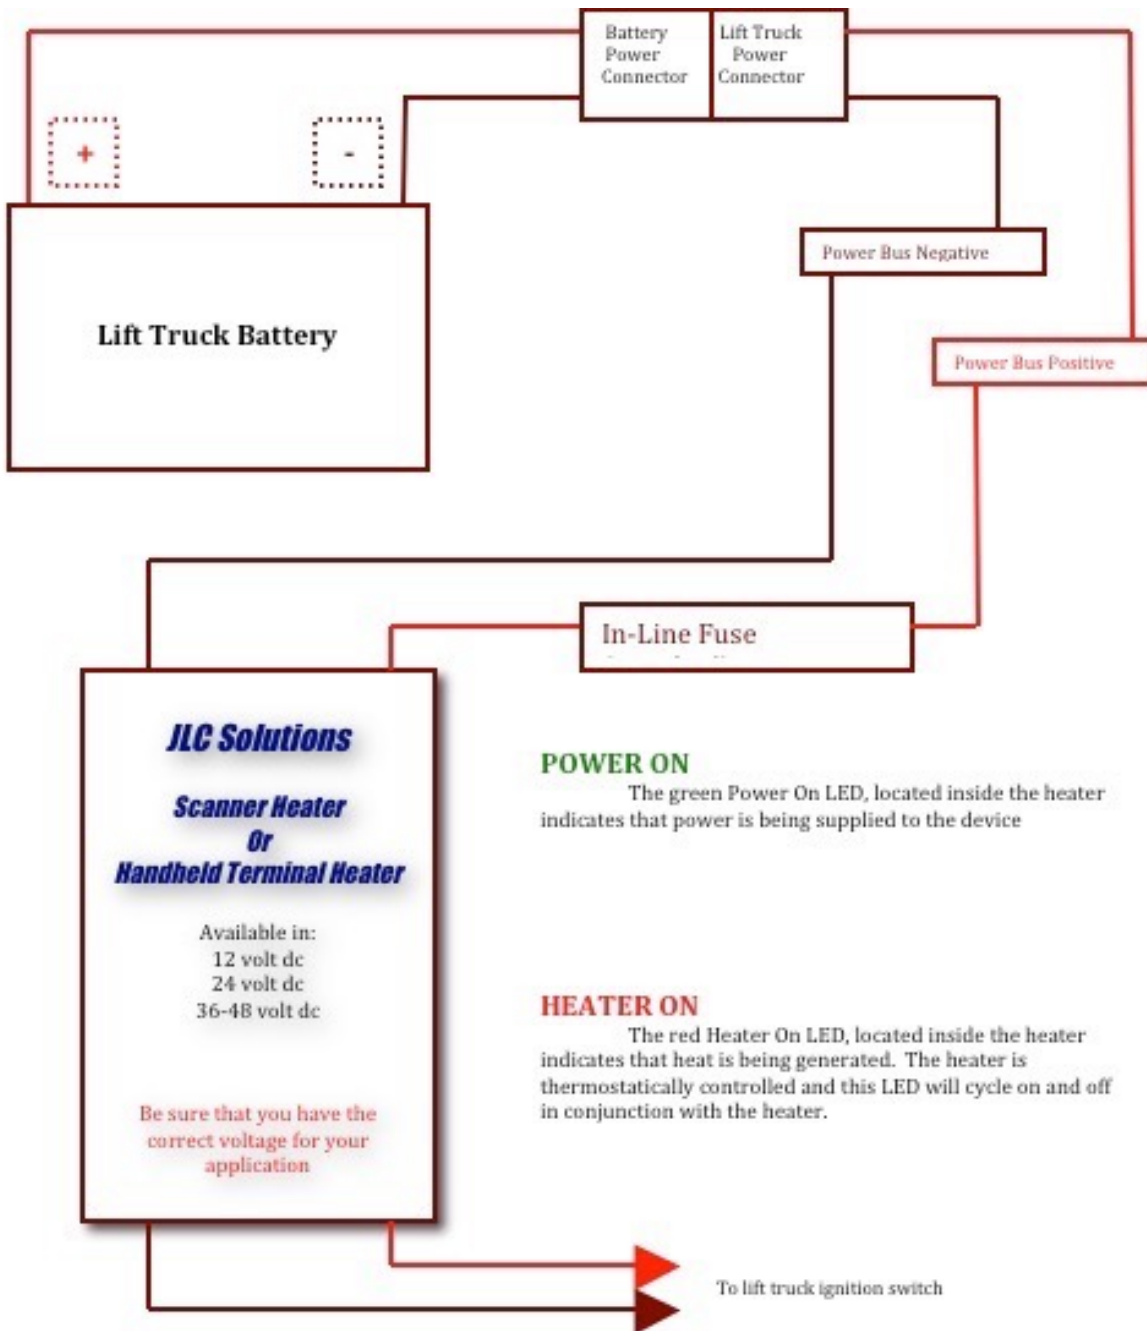 Battery
Power
Connector
Lift Truck
Power
Connector
+
-
Power Bus Negative
Lift Truck Battery
Power Bus Positive
In-Line Fuse
JLC Solutions
Scanner Heater
Or
Handheld Terminal Heater
Available in:
12 volt dc
24 volt dc
36-48 volt dc
Be sure that you have the
correct voltage for your
application
POWER ON
The green Power On LED, located inside the heater
indicates that power is being supplied to the device
HEATER ON
The red Heater On LED, located inside the heater
indicates that heat is being generated.  The heater is
thermostatically controlled and this LED will cycle on and off
in conjunction with the heater.
To lift truck ignition switch